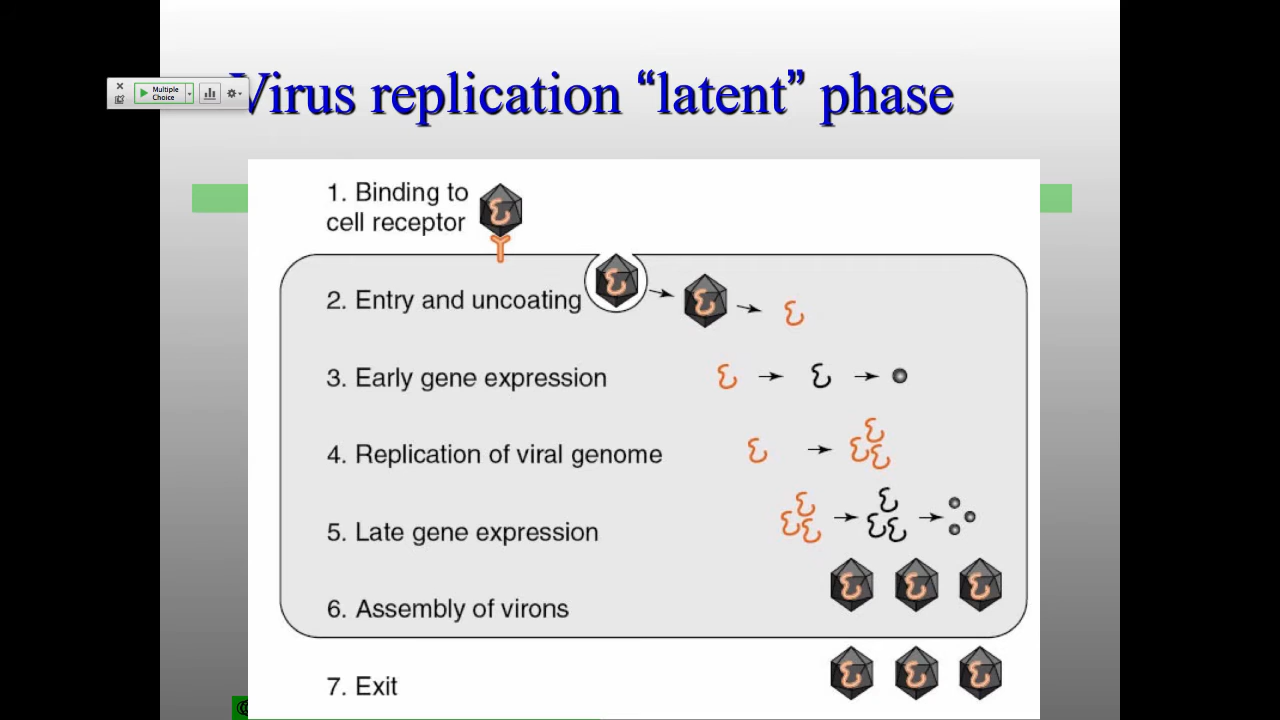 Multiple
Choice
Virus replication “latent” phase
1. Binding to
cell receptor
2. Entry and uncoating
3. Early gene expression
4. Replication of viral genome
5. Late gene expression
6. Assembly of virons
7. Exit